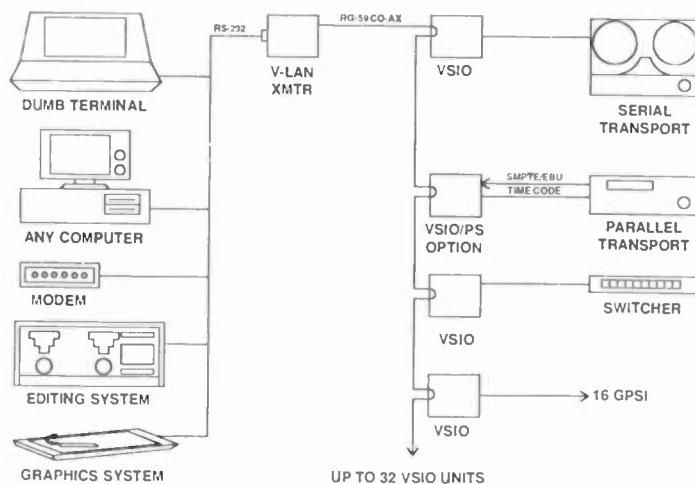 RS-232
RG-59 CO-AX
DUMB TERMINAL
V-LAN
XMTR
VSIO
SERIAL
TRANSPORT
ANY COMPUTER
SMPTE/EBU
TIME CODE
VSIO/PS
OPTION
PARALLEL
TRANSPORT
MODEM
VSIO
SWITCHER
EDITING SYSTEM
VSIO
16 GPSI
GRAPHICS SYSTEM
UP TO 32 VSIO UNITS